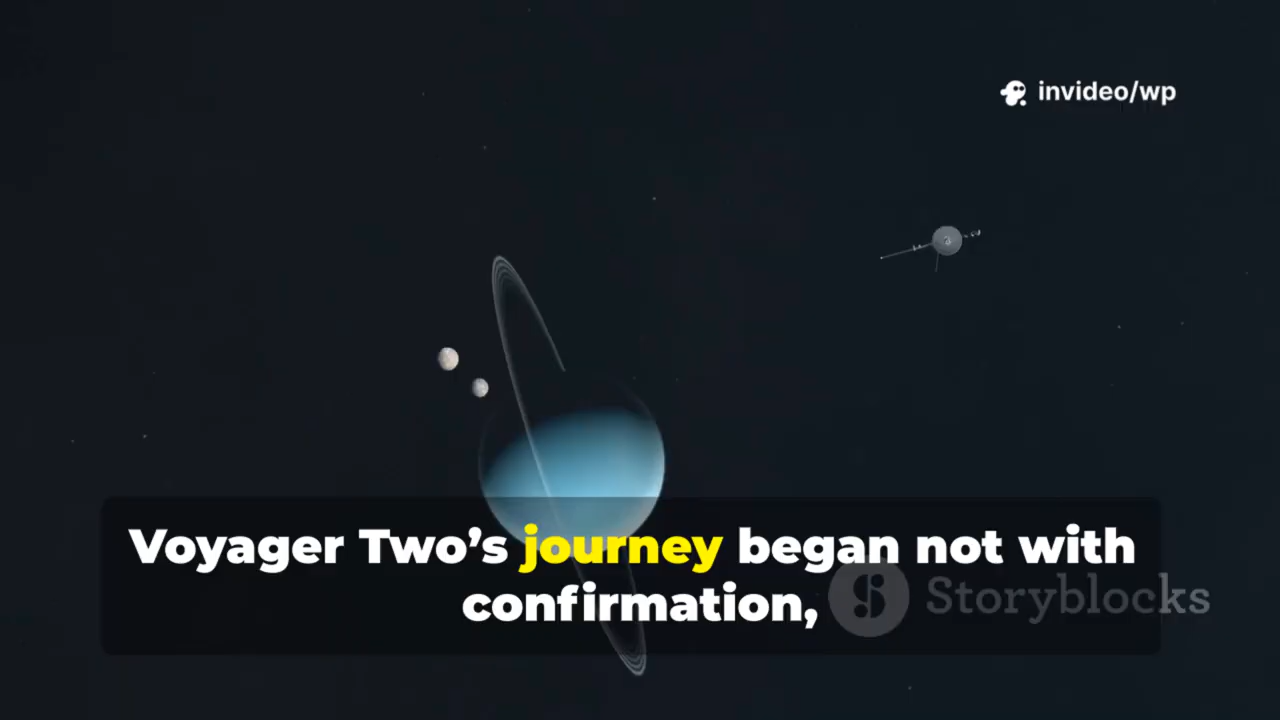 invideo/wp
Voyager Two’s journey began not with
confirmation,
Storyblocks